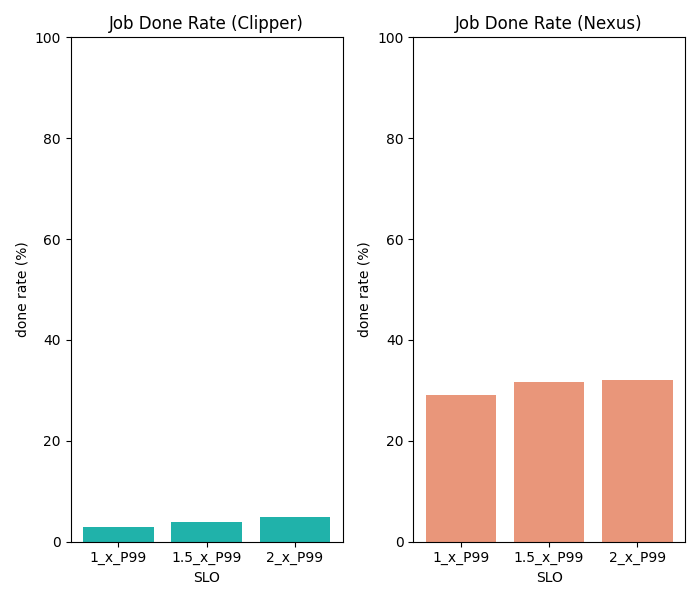 Job Done Rate (Clipper)
100
80
60
40
20
0
done rate (%)
1_x_P99 1.5_x_P99 2_x_P99
SLO
Job Done Rate (Nexus)
100
80
60
40
20
0
done rate (%)
1_x_P99 1.5_x_P99 2_x_P99
SLO